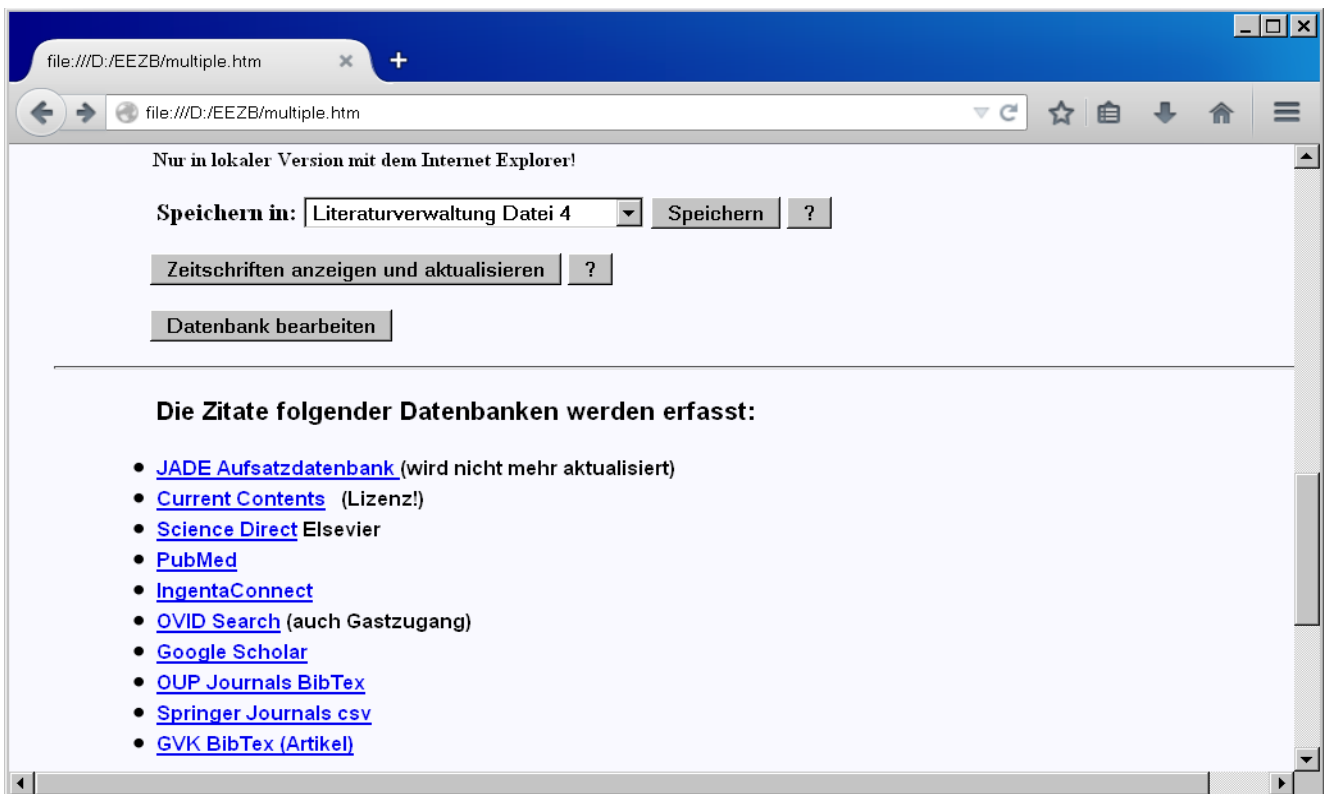 file:///D:/EEZB/multiple.htm
file:///D:/EEZB/multiple.htm
Nur in lokaler Version mit dem Internet Explorer!
Speichern in: Literaturverwaltung Datei 4 Speichern ?
Zeitschriften anzeigen und aktualisieren ?
Datenbank bearbeiten
Die Zitate folgender Datenbanken werden erfasst:
JADE Aufsatzdatenbank (wird nicht mehr aktualisiert)
Current Contents (Lizenz!)
Science Direct Elsevier
PubMed
IngentaConnect
OVID Search (auch Gastzugang)
Google Scholar
OUP Journals BibTex
Springer Journals csv
GVK BibTex (Artikel)